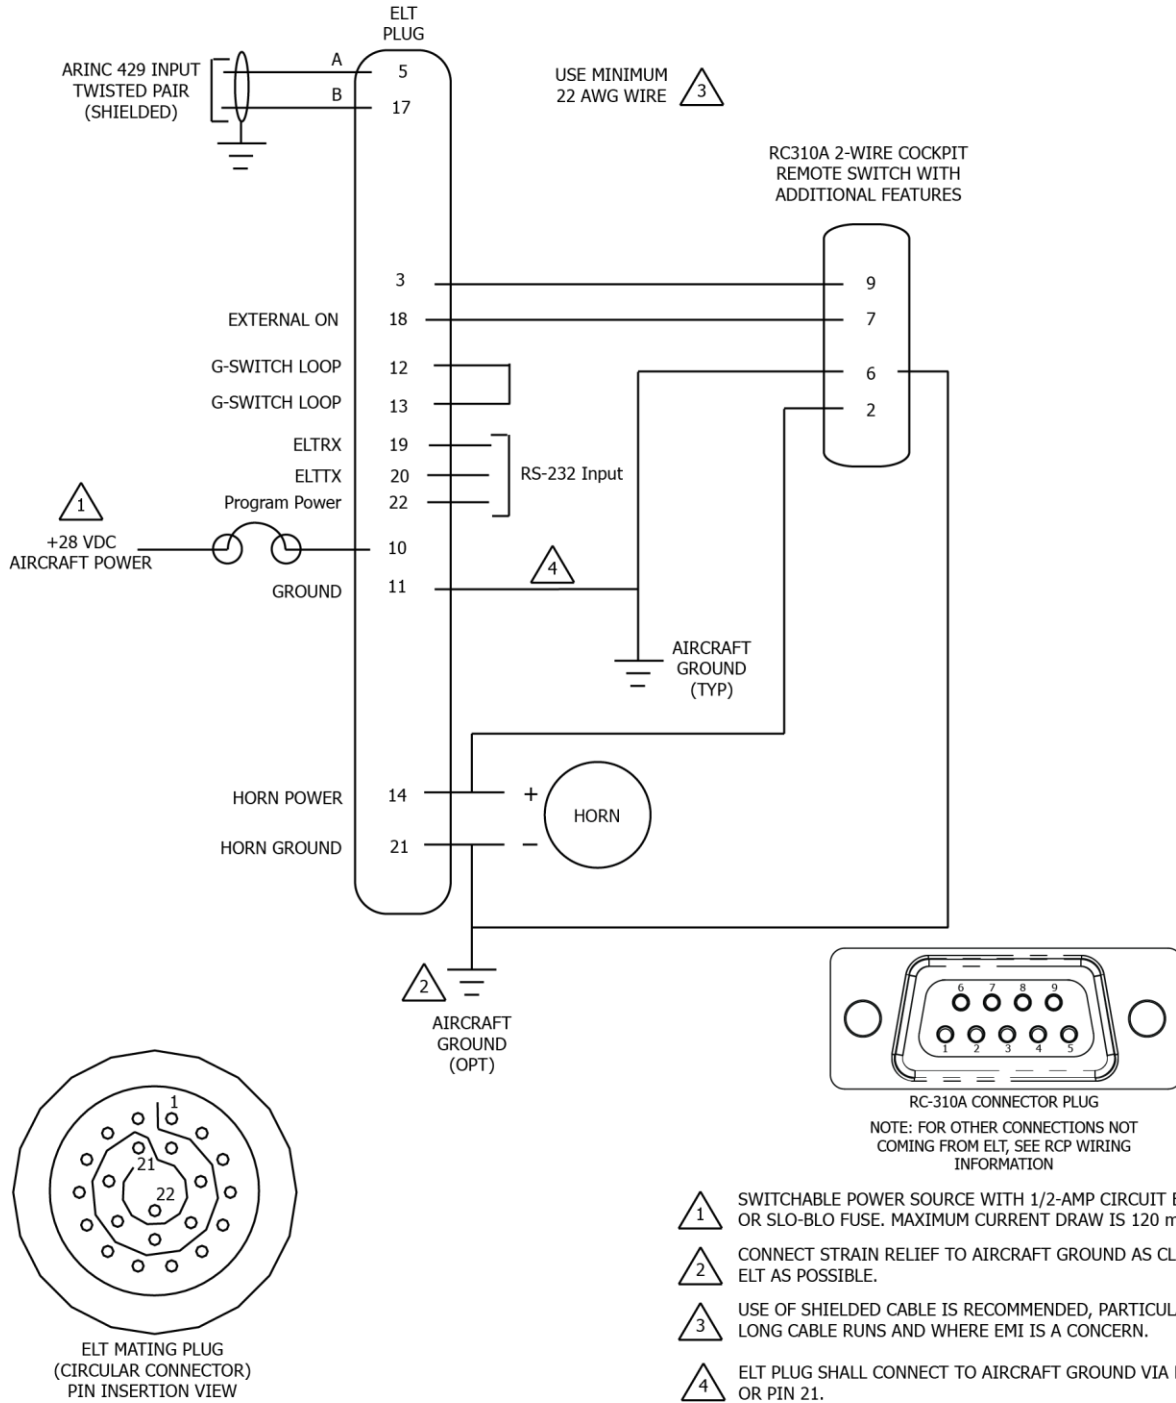 ELT
PLUG
ARINC 429 INPUT
TWISTED PAIR
(SHIELDED)
A
5
B
17
USE MINIMUM
22 AWG WIRE
3
RC310A 2-WIRE COCKPIT
REMOTE SWITCH WITH
ADDITIONAL FEATURES
3
9
EXTERNAL ON
18
7
G-SWITCH LOOP
12
6
G-SWITCH LOOP
13
2
ELTRX
19
ELTTX
20
RS-232 Input
Program Power
22
1
+28 VDC
AIRCRAFT POWER
10
GROUND
11
4
AIRCRAFT
GROUND
(TYP)
HORN POWER
14
+
HORN
HORN GROUND
21
−
2
AIRCRAFT
GROUND
(OPT)
6 7 8 9
1 2 3 4 5
RC-310A CONNECTOR PLUG
NOTE: FOR OTHER CONNECTIONS NOT
COMING FROM ELT, SEE RCP WIRING
INFORMATION
1
21
22
ELT MATING PLUG
(CIRCULAR CONNECTOR)
PIN INSERTION VIEW
1
SWITCHABLE POWER SOURCE WITH 1/2-AMP CIRCUIT
OR SLO-BLO FUSE. MAXIMUM CURRENT DRAW IS 120
2
CONNECT STRAIN RELIEF TO AIRCRAFT GROUND AS
ELT AS POSSIBLE.
3
USE OF SHIELDED CABLE IS RECOMMENDED,
LONG CABLE RUNS AND WHERE EMI IS A CONCERN.
4
ELT PLUG SHALL CONNECT TO AIRCRAFT GROUND VIA
OR PIN 21.